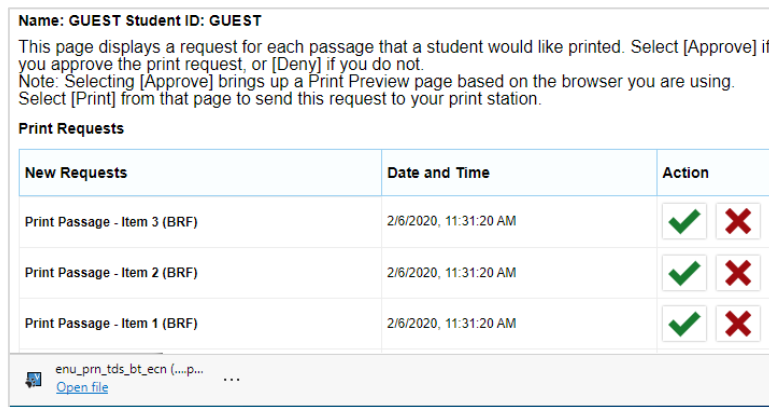 Name: GUEST Student ID: GUEST
This page displays a request for each passage that a student would like printed. Select [Approve] if
you approve the print request, or [Deny] if you do not.
Note: Selecting [Approve] brings up a Print Preview page based on the browser you are using.
Select [Print] from that page to send this request to your print station.
Print Requests
New Requests Date and Time Action
Print Passage - Item 3 (BRF) 2/6/2020, 11:31:20 AM
Print Passage - Item 2 (BRF) 2/6/2020, 11:31:20 AM
Print Passage - Item 1 (BRF) 2/6/2020, 11:31:20 AM
enu_prn_tds_bt_ecn (....p... ...
Open file